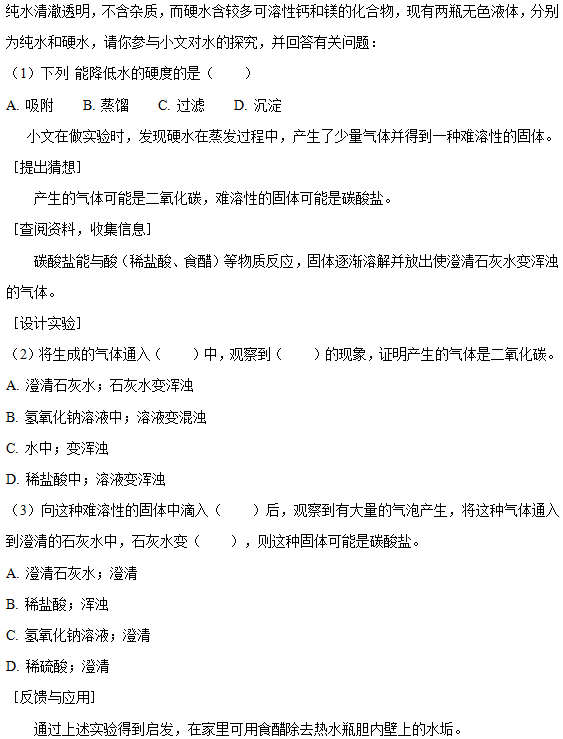 纯水清澈透明，不含杂质，而硬水含较多可溶性钙和镁的化合物，现有两瓶无色液体，分别
为纯水和硬水，请你参与小文对水的探究，并回答有关问题：
（1）下列 能降低水的硬度的是（  ）
A. 吸附  B. 蒸馏  C. 过滤  D. 沉淀
小文在做实验时，发现硬水在蒸发过程中，产生了少量气体并得到一种难溶性的固体。
[提出猜想]
产生的气体可能是二氧化碳，难溶性的固体可能是碳酸盐。
[查阅资料，收集信息]
碳酸盐能与酸（稀盐酸、食醋）等物质反应，固体逐渐溶解并放出使澄清石灰水变浑浊
的气体。
[设计实验]
（2）将生成的气体通入（  ）中，观察到（  ）的现象，证明产生的气体是二氧化碳。
A. 澄清石灰水；石灰水变浑浊
B. 氢氧化钠溶液中；溶液变混浊
C. 水中；变浑浊
D. 稀盐酸中；溶液变浑浊
（3）向这种难溶性的固体中滴入（  ）后，观察到有大量的气泡产生，将这种气体通入
到澄清的石灰水中，石灰水变（  ），则这种固体可能是碳酸盐。
A. 澄清石灰水；澄清
B. 稀盐酸；浑浊
C. 氢氧化钠溶液；澄清
D. 稀硫酸；澄清
[反馈与应用]
通过上述实验得到启发，在家里可用食醋除去热水瓶胆内壁上的水垢。